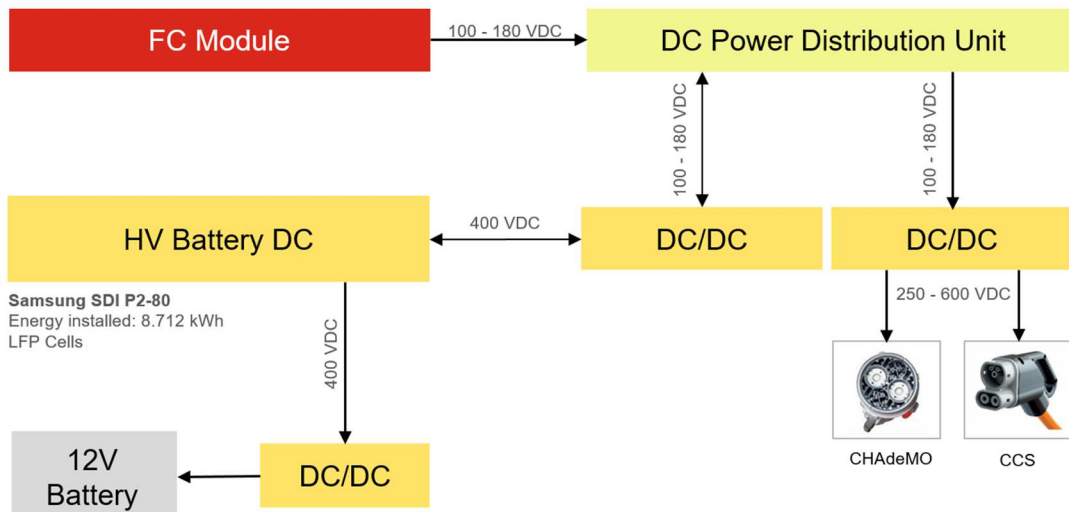 FC Module
100 - 180 VDC
DC Power Distribution Unit
100 - 180 VDC
100 - 180 VDC
HV Battery DC
400 VDC
DC/DC
DC/DC
Samsung SDI P2-80
Energy installed: 8.712 kWh
LFP Cells
400 VDC
250 - 600 VDC
CHAdeMO
CCS
12V
Battery
DC/DC